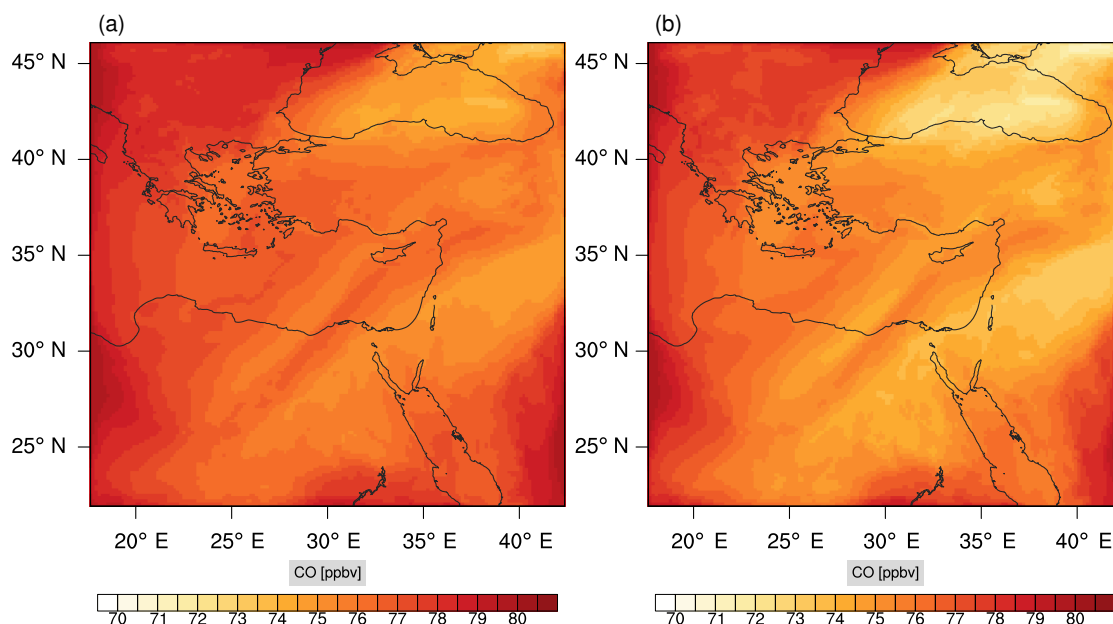 (a) (b)
45° N 45° N
40° N 40° N
35° N 35° N
30° N 30° N
25° N 25° N
20° E 25° E 30° E 35° E 40° E 20° E 25° E 30° E 35° E 40° E
CO [ppbv] CO [ppbv]
70 71 72 73 74 75 76 77 78 79 80 70 71 72 73 74 75 76 77 78 79 80